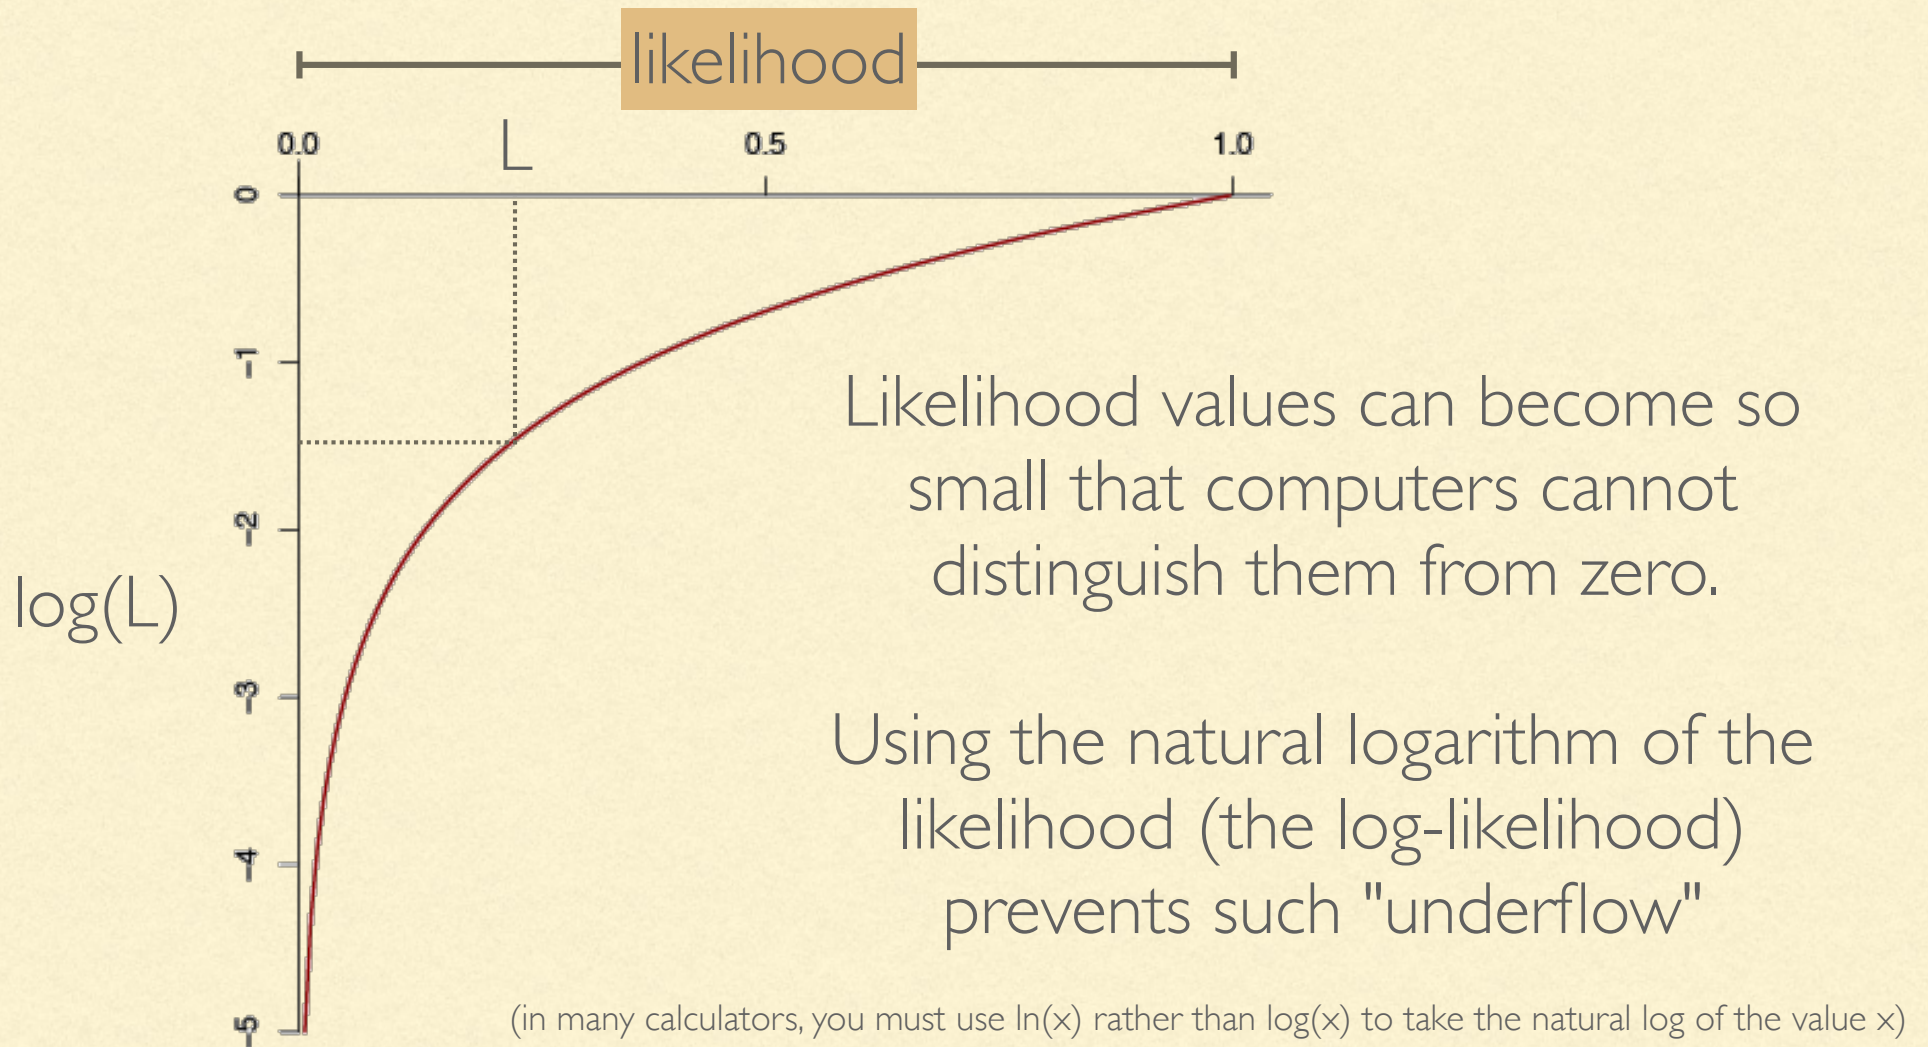 likelihood
0.0 L 0.5 1.0
0
-1
-2
-3
-4
-5
log(L)
Likelihood values can become so
small that computers cannot
distinguish them from zero.
Using the natural logarithm of the
likelihood (the log-likelihood)
prevents such "underflow"
(in many calculators, you must use ln(x) rather than log(x) to take the natural log of the value x)